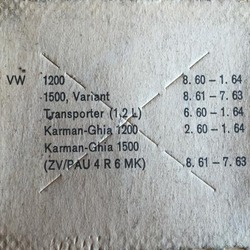 VW 1200 8. 60 – 1. 64
1500, Variant 8. 61 – 7. 63
Transporter (1,2 L) 6. 60 – 1. 64
Karman-Ghia 1200 2. 60 – 1. 64
Karman-Ghia 1500
(ZV/PAU 4 R 6 MK) 8. 61 – 7. 63